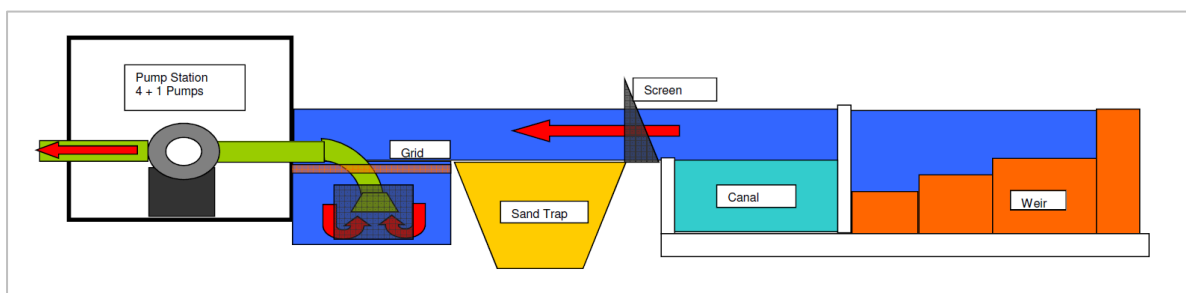 Pump Station
4 + 1 Pumps
Screen
Grid
Sand Trap
Canal
Weir